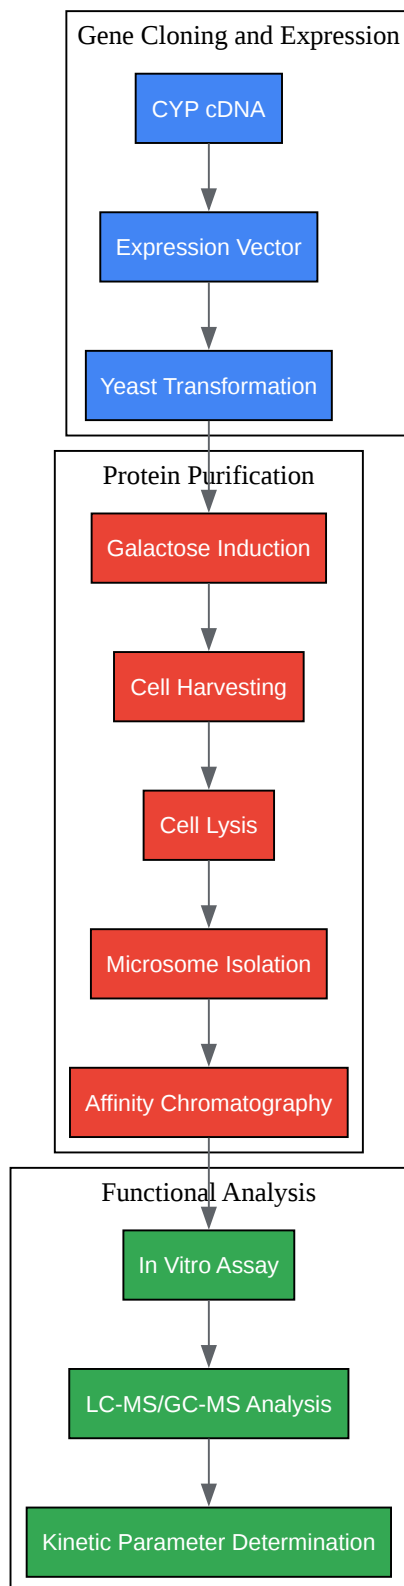 Gene Cloning and Expression
CYP cDNA
Expression Vector
Yeast Transformation
Protein Purification
Galactose Induction
Cell Harvesting
Cell Lysis
Microsome Isolation
Affinity Chromatography
Functional Analysis
In Vitro Assay
LC-MS/GC-MS Analysis
Kinetic Parameter Determination